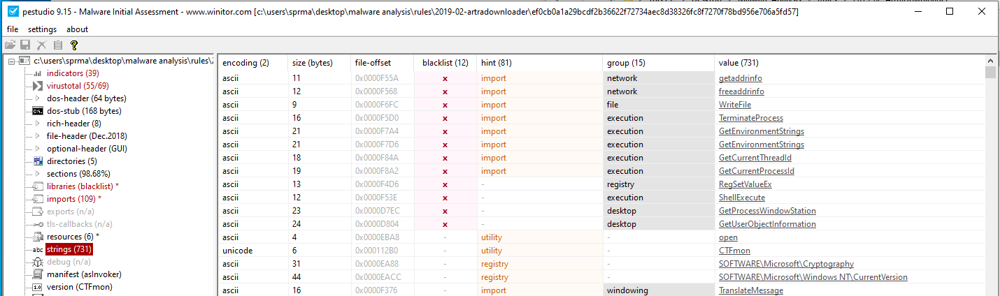 pestudio 9.15 - Malware Initial Assessment - www.winitor.com [c:\users\sprma\desktop\malware analysis\rules\2019-02-artradownloader\ef0cb0a1a29bcdf2b36622f72734aec8d38326fc8f7270f78bd956e706a5fd57]
file settings about
c:\users\sprma\desktop\malware analysis\rules\2
indicators (39)
virustotal (55/69)
dos-header (64 bytes)
dos-stub (168 bytes)
rich-header (8)
file-header (Dec.2018)
optional-header (GUI)
directories (5)
sections (98.68%)
libraries (blacklist) *
imports (109) *
exports (n/a)
tls-callbacks (n/a)
resources (6) *
abc strings (731)
debug (n/a)
manifest (asInvoker)
1.0 version (CTFmon)
encoding (2) size (bytes) file-offset blacklist (12) hint (81) group (15) value (731)
ascii 11 0x0000F55A x import network getaddrinfo
ascii 12 0x0000F568 x import network freeaddrinfo
ascii 9 0x0000F6FC x import file WriteFile
ascii 16 0x0000F5D0 x import execution TerminateProcess
ascii 21 0x0000F7A4 x import execution GetEnvironmentStrings
ascii 21 0x0000F7D6 x import execution GetEnvironmentStrings
ascii 18 0x0000F84A x import execution GetCurrentThreadId
ascii 19 0x0000F8A2 x import execution GetCurrentProcessId
ascii 13 0x0000F4D6 x - registry RegSetValueEx
ascii 12 0x0000F53E x - execution ShellExecute
ascii 23 0x0000D7EC x - desktop GetProcessWindowStation
ascii 24 0x0000D804 x - desktop GetUserObjectInformation
ascii 4 0x0000EBA8 - utility - open
unicode 6 0x000112B0 - utility - CTFmon
ascii 31 0x0000EA88 - registry - SOFTWARE\Microsoft\Cryptography
ascii 44 0x0000EACC - registry - SOFTWARE\Microsoft\Windows NT\CurrentVersion
ascii 16 0x0000F376 - import windowing TranslateMessage